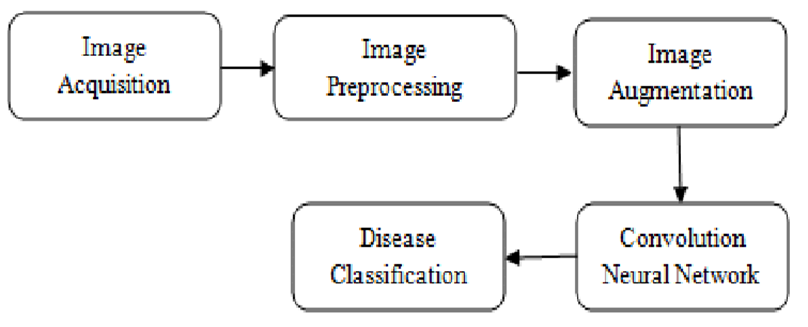 Image
Acquisition
Image
Preprocessing
Image
Augmentation
Convolution
Neural Network
Disease
Classification